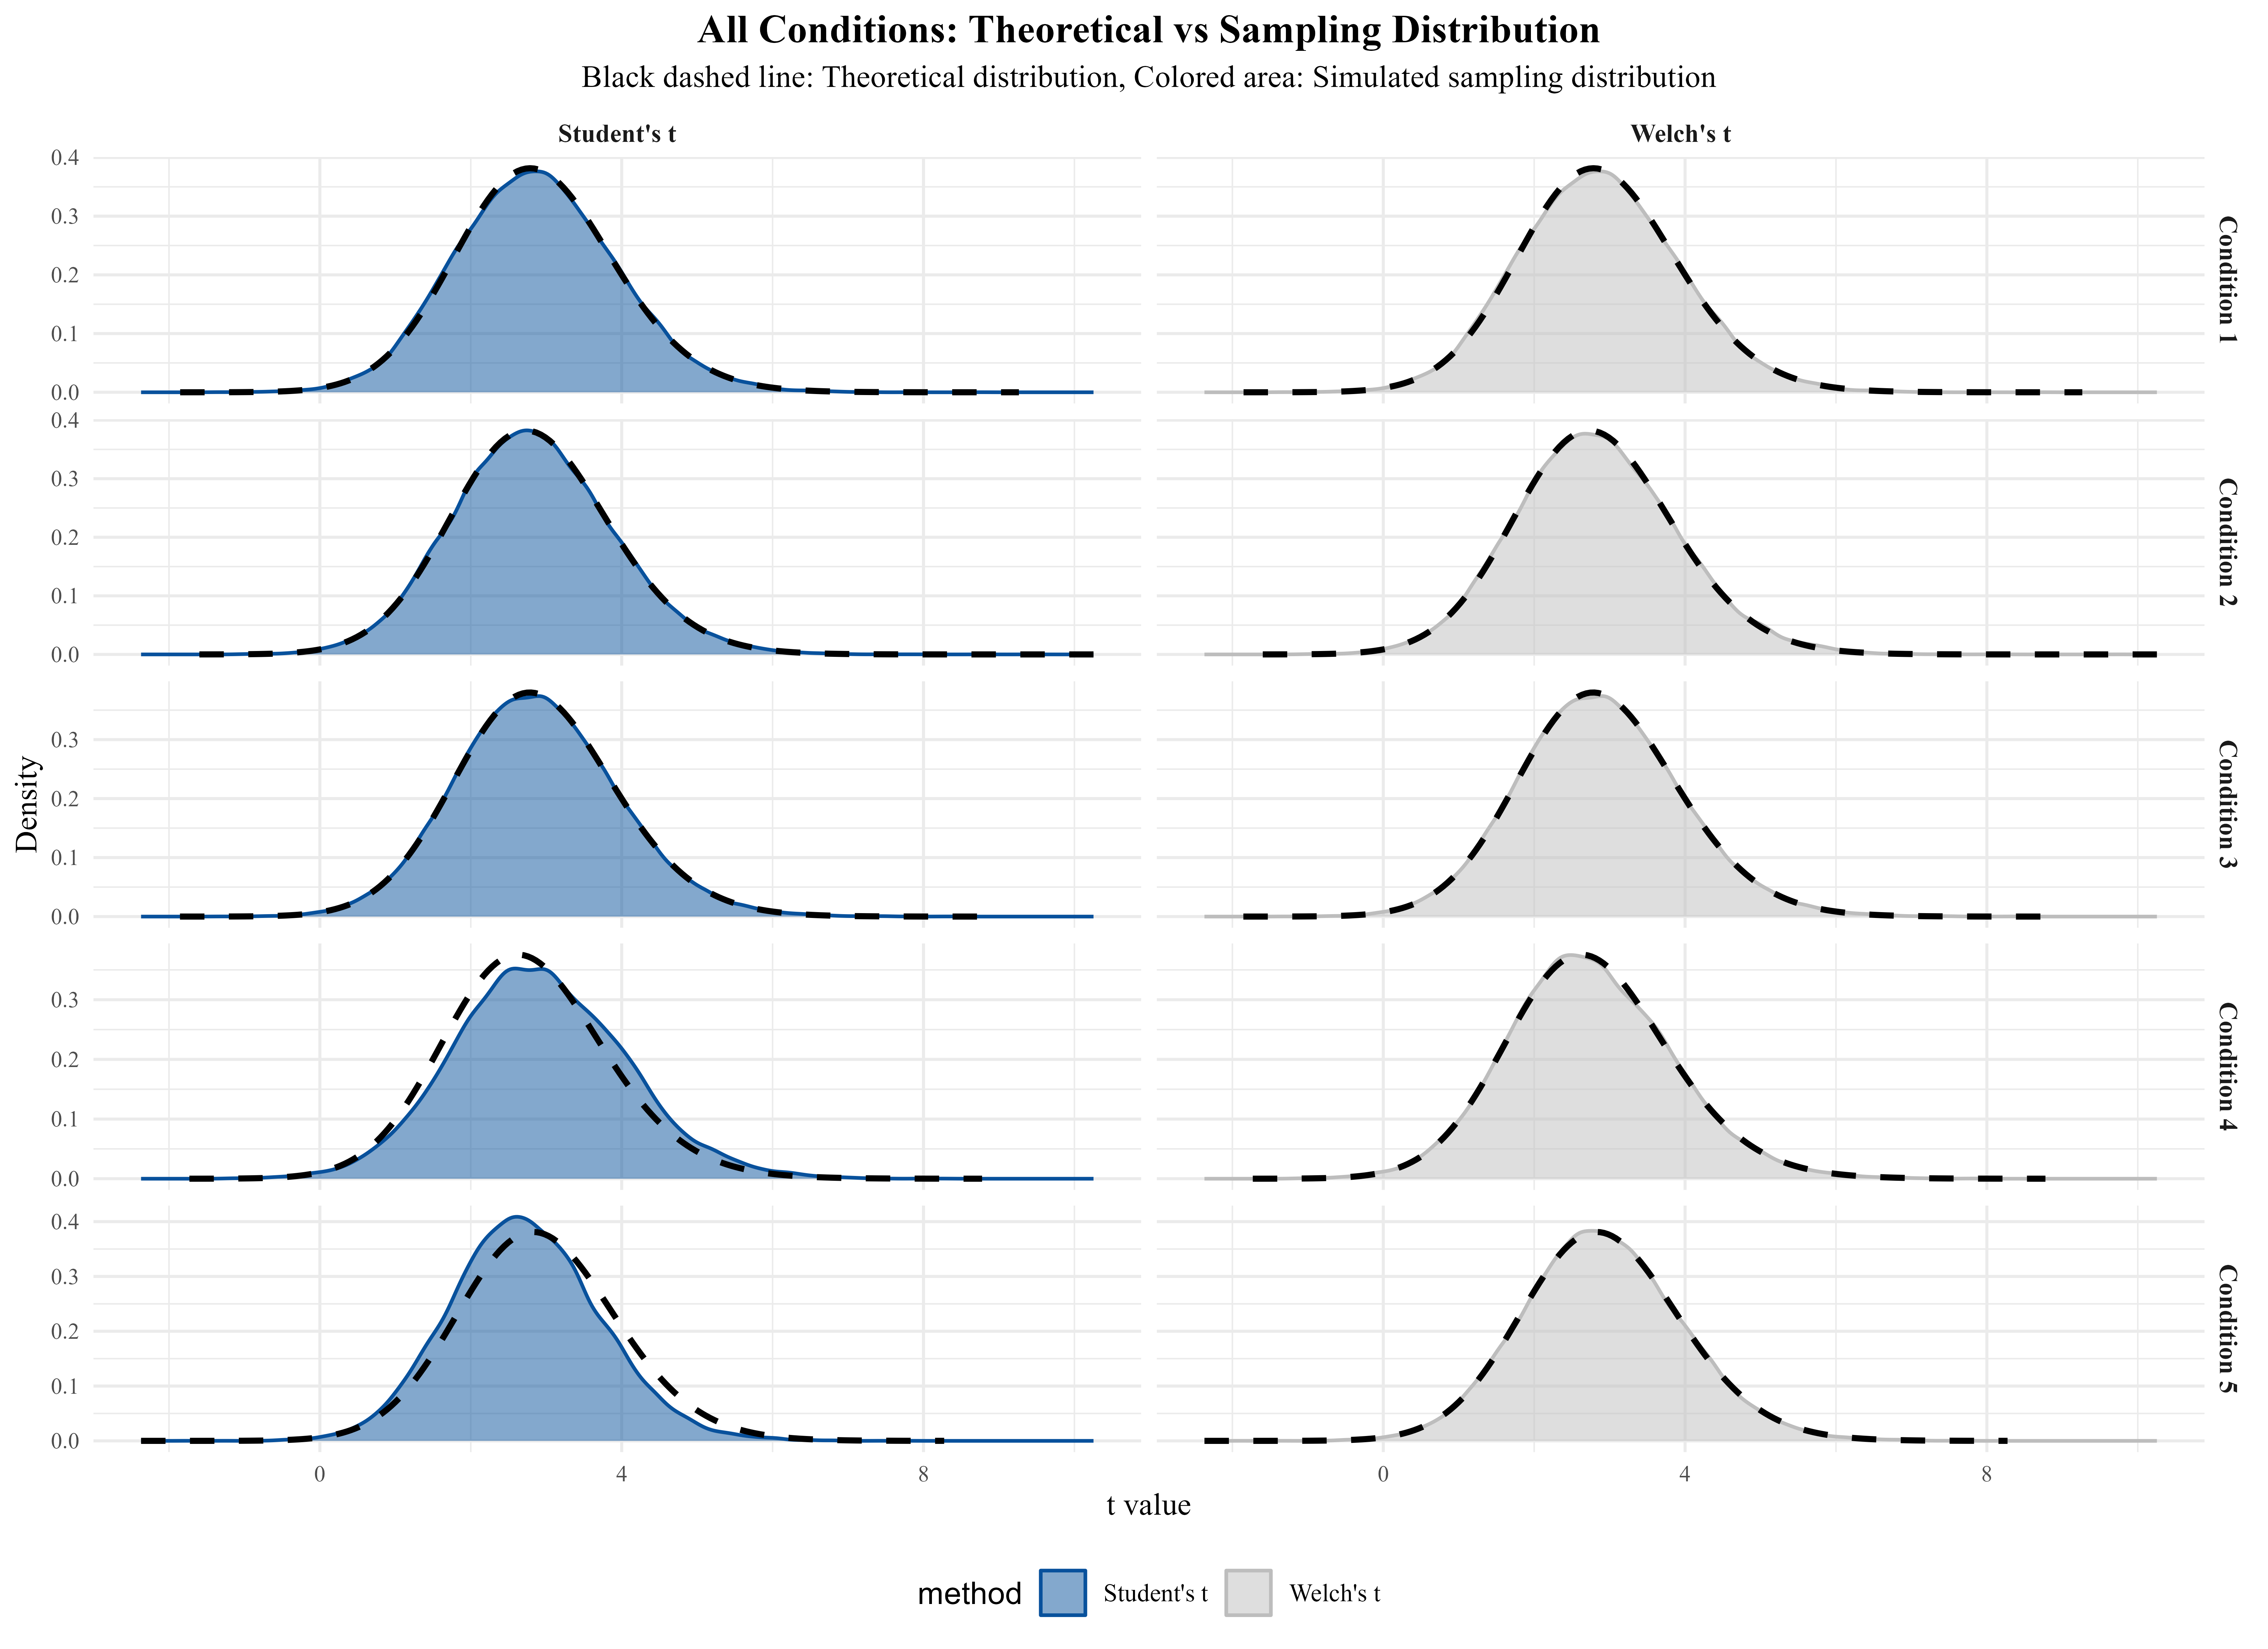 All Conditions: Theoretical vs Sampling Distribution
Black dashed line: Theoretical distribution, Colored area: Simulated sampling distribution
Student's t
Welch's t
0.4
0.3
0.2
0.1
0.0
Condition 1
0.4
0.3
0.2
0.1
0.0
Condition 2
Density
0.3
0.2
0.1
0.0
Condition 3
0.3
0.2
0.1
0.0
Condition 4
0.4
0.3
0.2
0.1
0.0
Condition 5
0 4 8 0 4 8
t value
method Student's t Welch's t